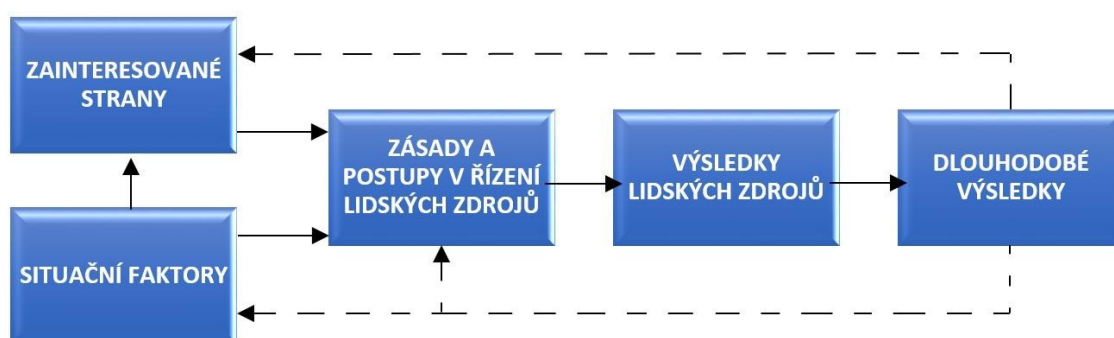 ZAINTERESOVANÉ
STRANY
SITUAČNÍ FAKTORY
ZÁSADY A
POSTUPY V ŘÍZENÍ
LIDSKÝCH ZDROJŮ
VÝSLEDKY
LIDSKÝCH ZDROJŮ
DLOUHODOBÉ
VÝSLEDKY